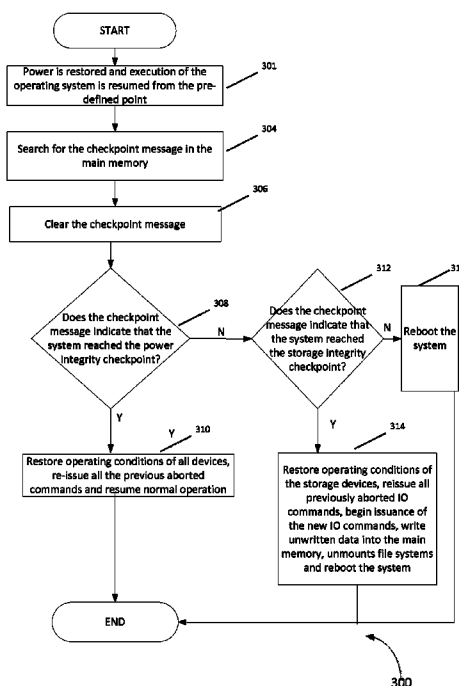 START
Power is restored and execution of the
operating system is resumed from the pre-
defined point
301
Search for the checkpoint message in the
main memory
304
Clear the checkpoint message
306
Does the checkpoint
message indicate that the
system reached the power
integrity checkpoint?
308
N
Does the checkpoint
message indicate that
the system reached
the storage integrity
checkpoint?
312
N
Reboot the
system
Y
Y
310
Restore operating conditions of all devices,
re-issue all the previous aborted
commands and resume normal operation
Y
314
Restore operating conditions of
the storage devices, reissue all
previously aborted IO
commands, begin issuance of
the new IO commands, write
unwritten data into the main
memory, unmounts file systems
and reboot the system
END
300